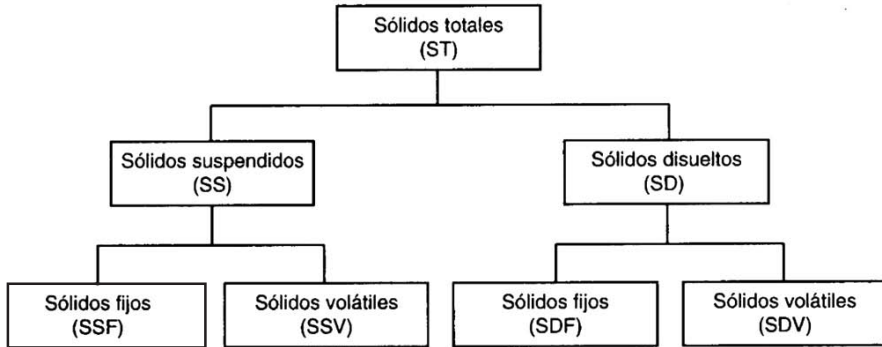 Sólidos totales
(ST)
Sólidos suspendidos
(SS)
Sólidos disueltos
(SD)
Sólidos fijos
(SSF)
Sólidos volátiles
(SSV)
Sólidos fijos
(SDF)
Sólidos volátiles
(SDV)